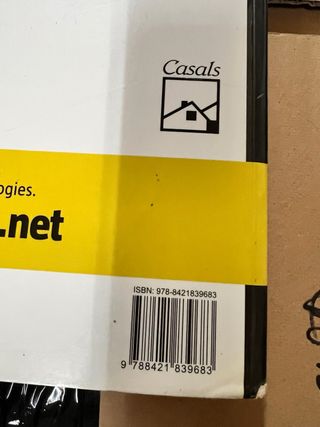 Casals
ogies.
.net
ISBN: 978-8421839683
9 788421 839683